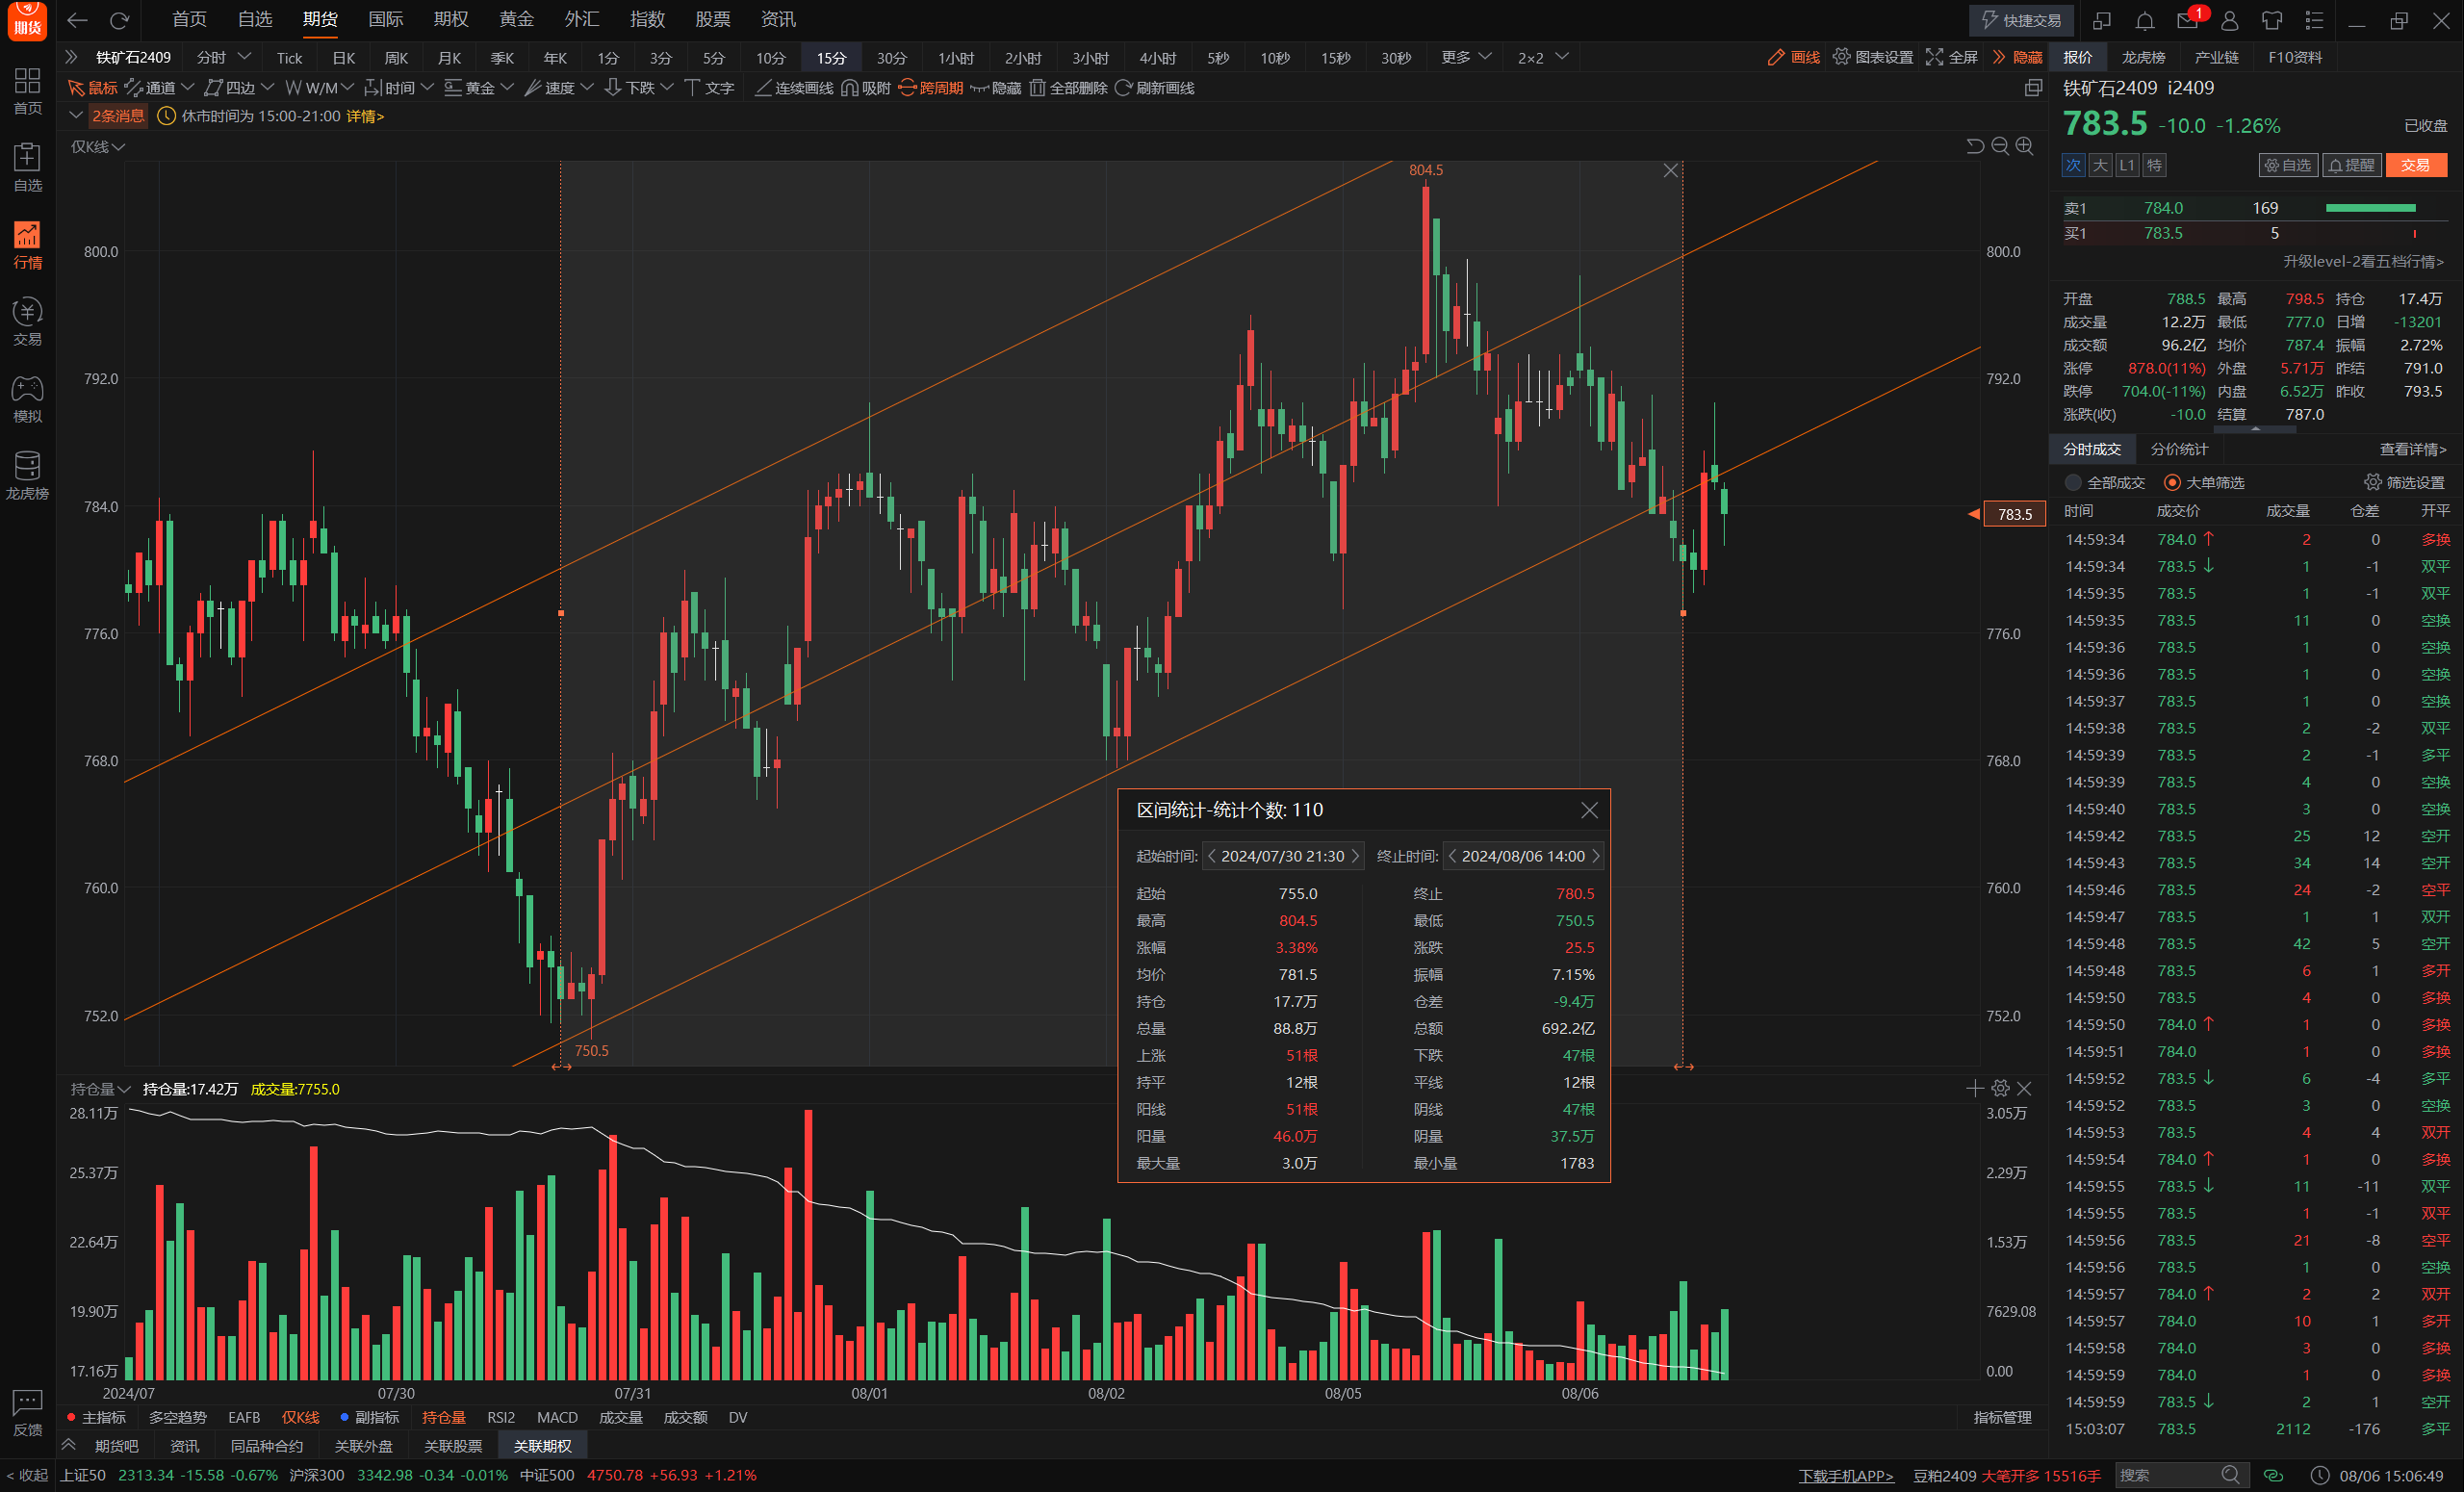 期货
首页 自选 期货 国际 期权 黄金 外汇 指数 股票 资讯 快捷交易 1
铁矿石2409 分时 Tick 日K 周K 月K 季K 年K 1分 3分 5分 10分 15分 30分 1小时 2小时 3小时 4小时 5秒 10秒 15秒 30秒 更多 2×2 画线 图表设置 全屏 隐藏
鼠标 通道 四边 W/M 时间 黄金 速度 下跌 文字 连续画线 吸附 跨周期 隐藏 全部删除 刷新画线
2条消息 休市时间为 15:00-21:00 详情>
仅K线
首页
自选
行情
交易
模拟
龙虎榜
反馈
< 收起
804.5
800.0 800.0
792.0 792.0
784.0 783.5
776.0 776.0
768.0 768.0
760.0 760.0
752.0 752.0
750.5
区间统计-统计个数: 110
起始时间: 2024/07/30 21:30 终止时间: 2024/08/06 14:00
起始 755.0 终止 780.5
最高 804.5 最低 750.5
涨幅 3.38% 涨跌 25.5
均价 781.5 振幅 7.15%
持仓 17.7万 仓差 -9.4万
总量 88.8万 总额 692.2亿
上涨 51根 下跌 47根
持平 12根 平线 12根
阳线 51根 阴线 47根
阳量 46.0万 阴量 37.5万
最大量 3.0万 最小量 1783
持仓量 持仓量:17.42万 成交量:7755.0
28.11万 3.05万
25.37万 2.29万
22.64万 1.53万
19.90万 7629.08
17.16万 0.00
2024/07 07/30 07/31 08/01 08/02 08/05 08/06
主指标 多空趋势 EAFB 仅K线 副指标 持仓量 RSI2 MACD 成交量 成交额 DV 指标管理
期货吧 资讯 同品种合约 关联外盘 关联股票 关联期权
报价 龙虎榜 产业链 F10资料
铁矿石2409 i2409
783.5 -10.0 -1.26% 已收盘
次 大 L1 特 自选 提醒 交易
卖1 784.0 169
买1 783.5 5
升级level-2看五档行情>
开盘 788.5 最高 798.5 持仓 17.4万
成交量 12.2万 最低 777.0 日增 -13201
成交额 96.2亿 均价 787.4 振幅 2.72%
涨停 878.0(11%) 外盘 5.71万 昨结 791.0
跌停 704.0(-11%) 内盘 6.52万 昨收 793.5
涨跌(收) -10.0 结算 787.0
分时成交 分价统计 查看详情>
全部成交 大单筛选 筛选设置
时间 成交价 成交量 仓差 开平
14:59:34 784.0 ↑ 2 0 多换
14:59:34 783.5 ↓ 1 -1 双平
14:59:35 783.5 1 -1 双平
14:59:35 783.5 11 0 空换
14:59:36 783.5 1 0 空换
14:59:36 783.5 1 0 空换
14:59:37 783.5 1 0 空换
14:59:38 783.5 2 -2 双平
14:59:39 783.5 2 -1 多平
14:59:39 783.5 4 0 空换
14:59:40 783.5 3 0 空换
14:59:42 783.5 25 12 空开
14:59:43 783.5 34 14 空开
14:59:46 783.5 24 -2 空平
14:59:47 783.5 1 1 双开
14:59:48 783.5 42 5 空开
14:59:48 783.5 6 1 多开
14:59:50 783.5 4 0 多换
14:59:50 784.0 ↑ 1 0 多换
14:59:51 784.0 1 0 多换
14:59:52 783.5 ↓ 6 -4 多平
14:59:52 783.5 3 0 空换
14:59:53 783.5 4 4 双开
14:59:54 784.0 ↑ 1 0 多换
14:59:55 783.5 ↓ 11 -11 双平
14:59:55 783.5 1 -1 双平
14:59:56 783.5 21 -8 空平
14:59:56 783.5 1 0 空换
14:59:57 784.0 ↑ 2 2 双开
14:59:57 784.0 10 1 多开
14:59:58 784.0 3 0 多换
14:59:59 784.0 1 0 多换
14:59:59 783.5 ↓ 2 1 空开
15:03:07 783.5 2112 -176 多平
上证50 2313.34 -15.58 -0.67% 沪深300 3342.98 -0.34 -0.01% 中证500 4750.78 +56.93 +1.21% 下载手机APP> 豆粕2409 大笔开多 15516手 搜索 08/06 15:06:49